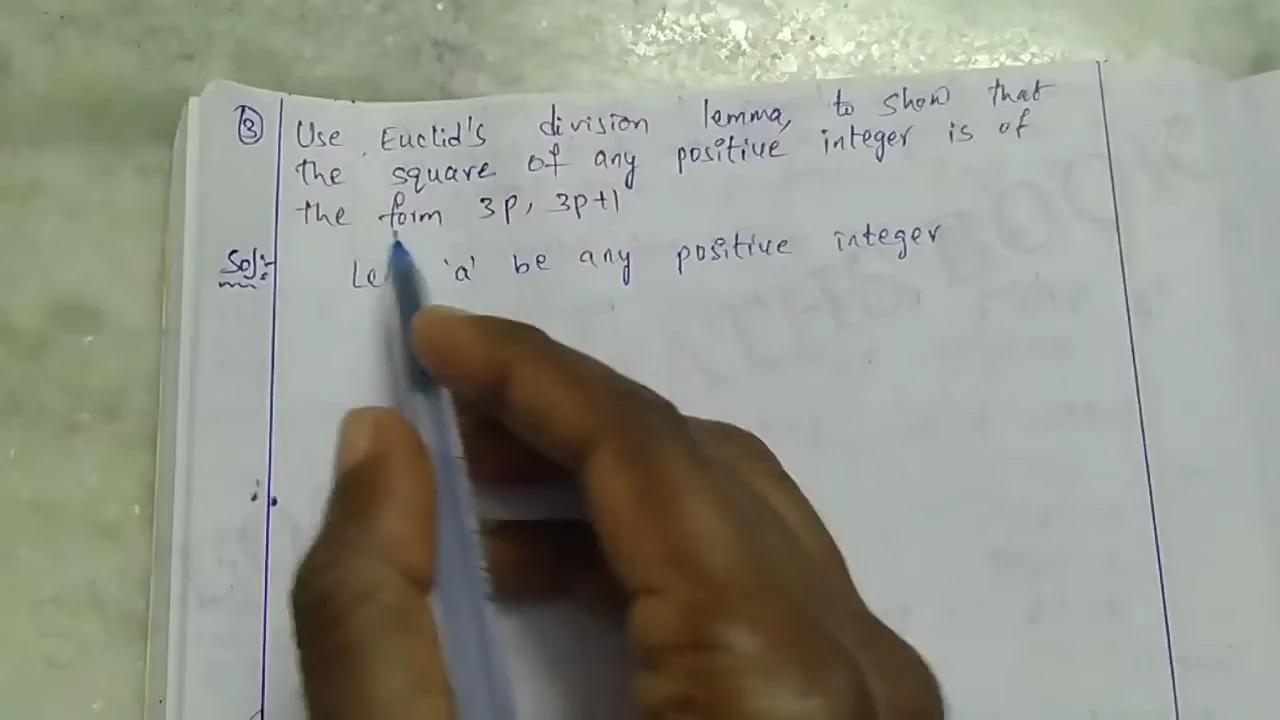 ③ Use Euclid's division lemma, to show that
the square of any positive integer is of
the form 3p, 3p+1
Sol:- 'a' be any positive integer